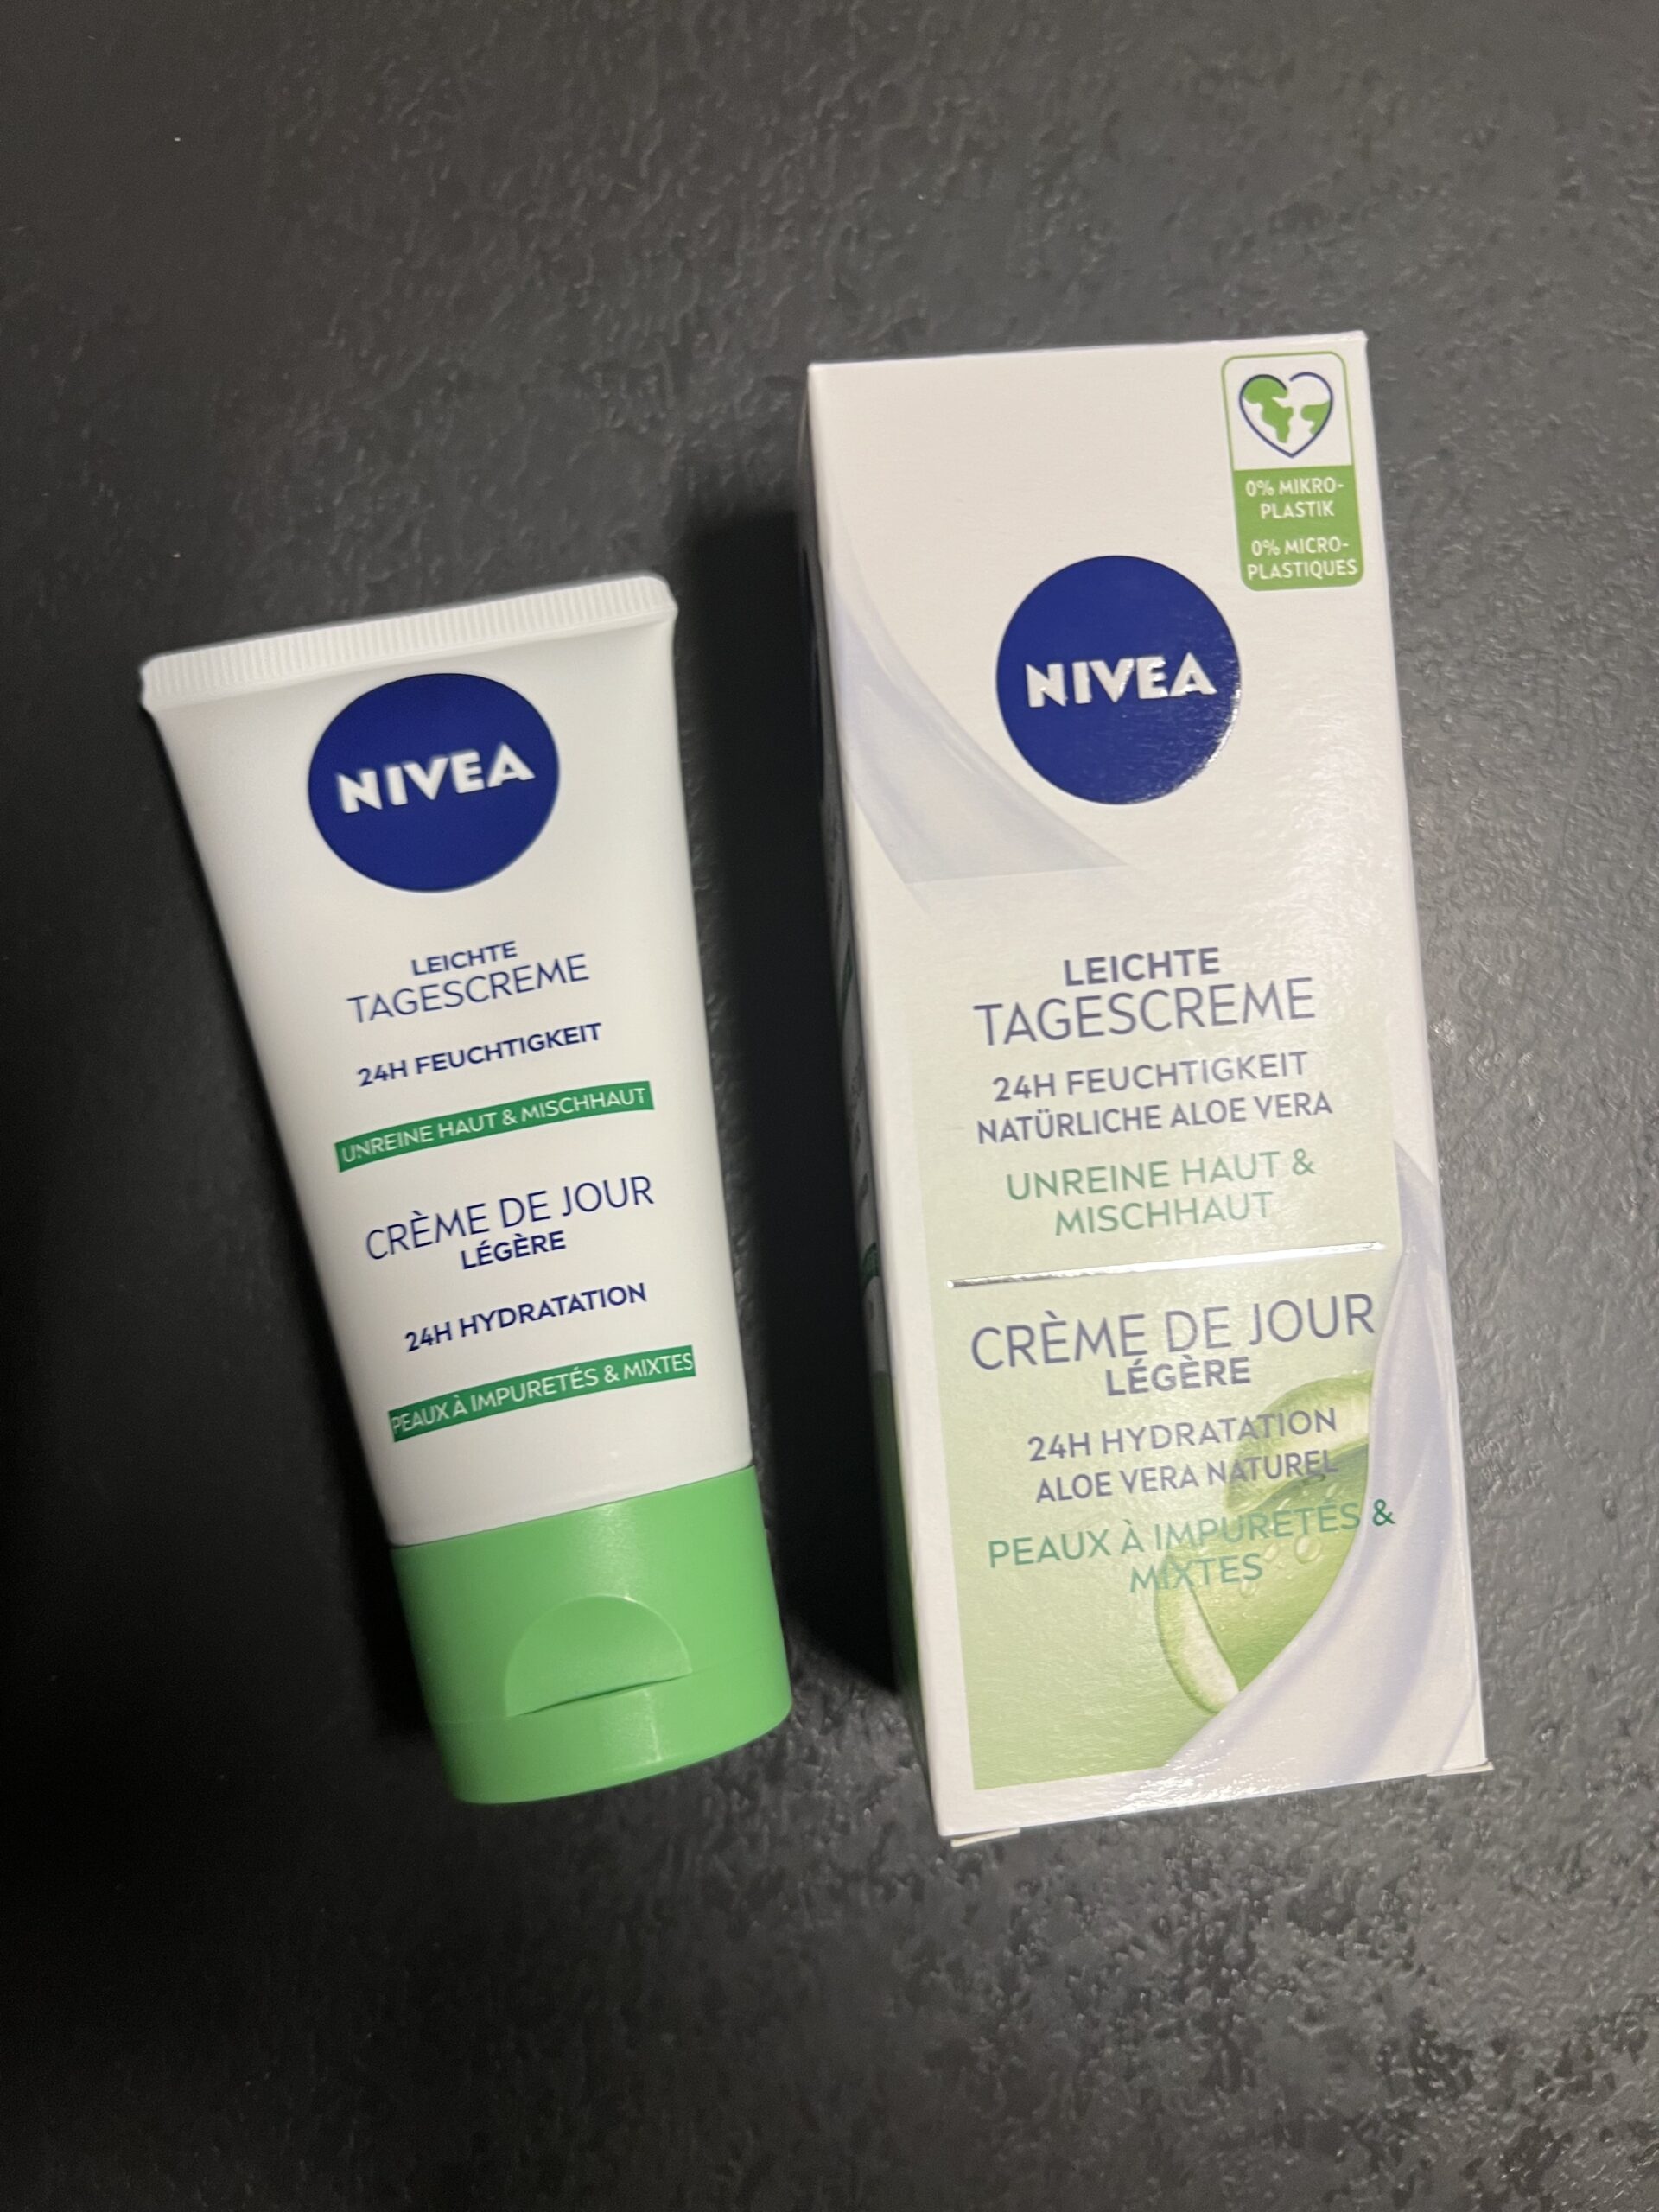 NIVEA
LEICHTE
TAGESCREME
24H FEUCHTIGKEIT
UNREINE HAUT & MISCHHAUT
CRÈME DE JOUR
LÉGÈRE
24H HYDRATATION
PEAUX À IMPURETÉS & MIXTES
0% MIKRO-
PLASTIK
0% MICRO-
PLASTIQUES
NIVEA
LEICHTE
TAGESCREME
24H FEUCHTIGKEIT
NATÜRLICHE ALOE VERA
UNREINE HAUT &
MISCHHAUT
CRÈME DE JOUR
LÉGÈRE
24H HYDRATATION
ALOE VERA NATUREL
PEAUX À IMPURETÉS &
MIXTES